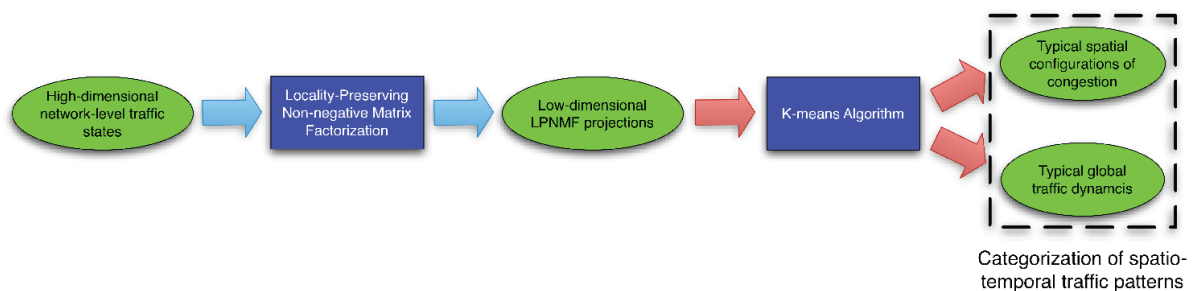 High-dimensional
network-level traffic
states
Locality-Preserving
Non-negative Matrix
Factorization
Low-dimensional
LPNMF projections
K-means Algorithm
Typical spatial
configurations of
congestion
Typical global
traffic dynamcis
Categorization of spatio-
temporal traffic patterns